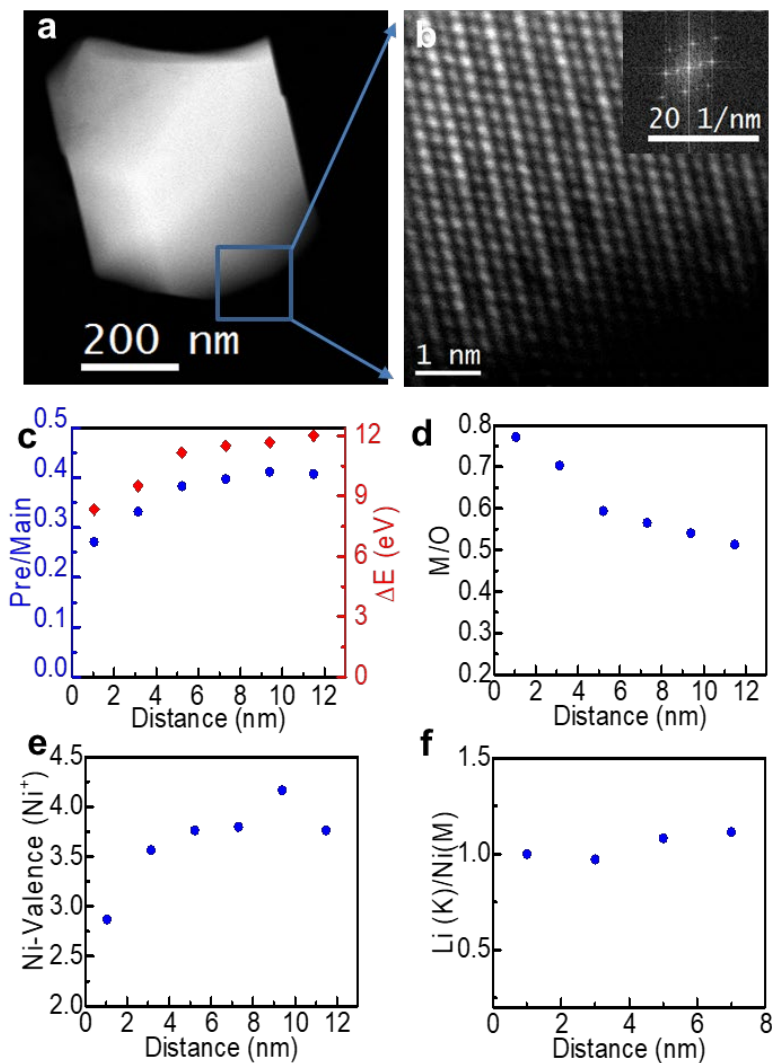 a
200 nm
b
20 1/nm
1 nm
c
Pre/Main
0.5
0.4
0.3
0.2
0.1
0.0
12
9
6
3
0
ΔE (eV)
0 2 4 6 8 10 12
Distance (nm)
d
M/O
0.8
0.7
0.6
0.5
0.4
0.3
0.2
0 2 4 6 8 10 12
Distance (nm)
e
Ni-Valence (Ni⁺)
4.5
4.0
3.5
3.0
2.5
2.0
0 2 4 6 8 10 12
Distance (nm)
f
Li (K)/Ni(M)
1.5
1.0
0.5
0 2 4 6 8
Distance (nm)